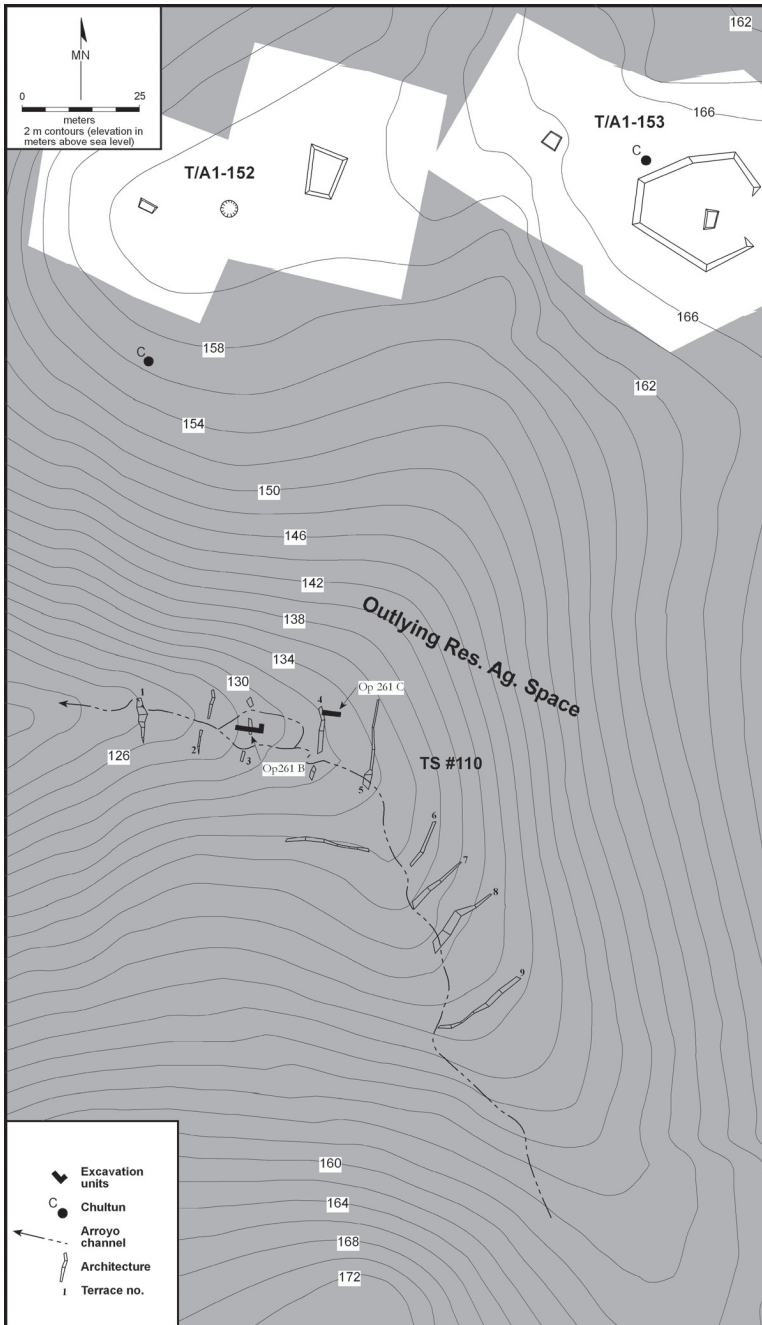 MN
0 25
meters
2 m contours (elevation in
meters above sea level)
162
166
T/A1-153
C
T/A1-152
166
158
C
162
154
150
146
142
138
Outlying Res. Ag. Space
134
130
1
4
Op 261 C
126
2
3
Op261 B
5
TS #110
6
7
8
9
160
164
168
172
Excavation
units
C
Chultun
Arroyo
channel
Architecture
1 Terrace no.